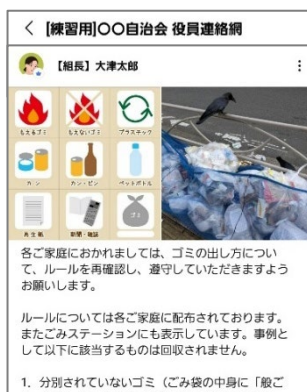 [練習用]〇〇自治会 役員連絡網
【組長】大津太郎
もえるゴミ
もえないゴミ
プラスチック
カン
カン・ビン
ペットボトル
再生紙
新聞・雑誌
ゴミ
各ご家庭におかれましては、ゴミの出し方につい
て、ルールを再確認し、遵守していただきますよう
お願いします。
ルールについては各ご家庭に配布されております。
またごみステーションにも表示しています。事例と
して以下に該当するものは回収されません。
1. 分別されていないゴミ（ごみ袋の中身に「般ご